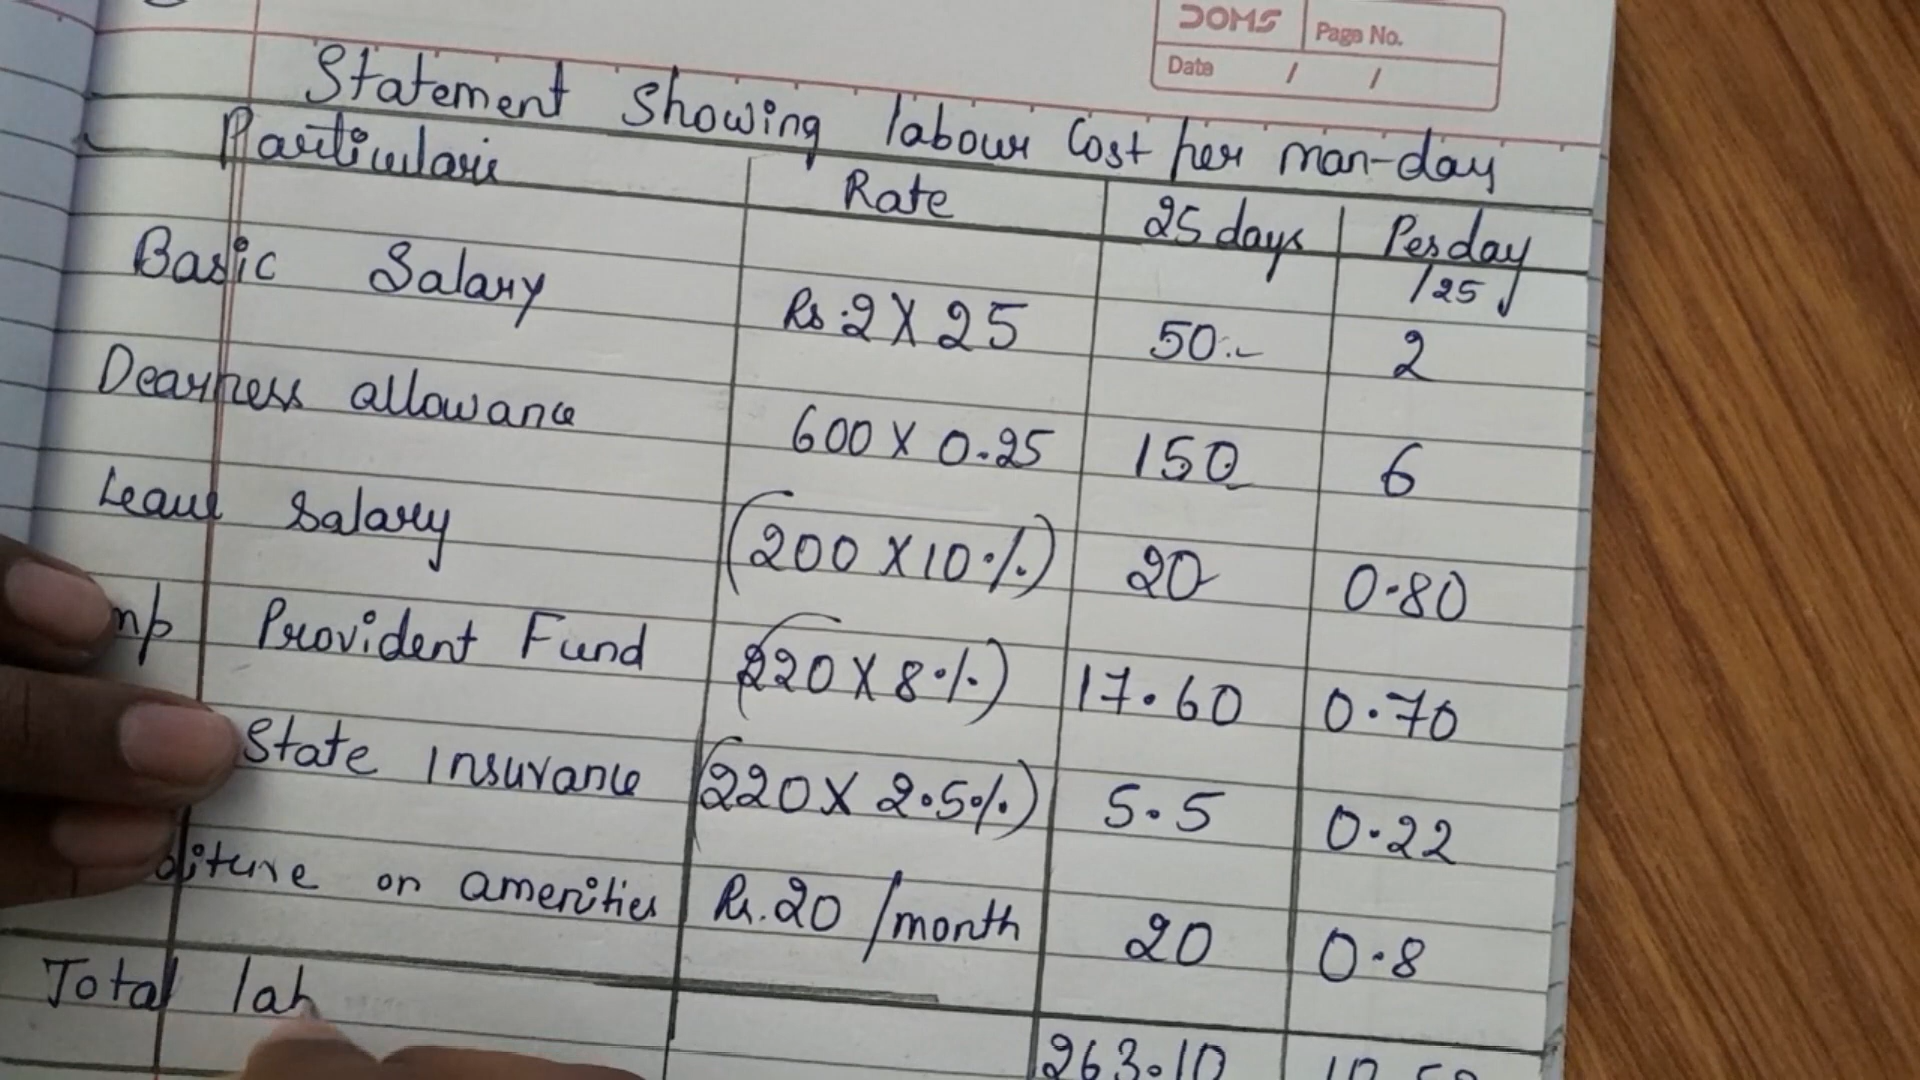 DOMS
Page No.
Date / /
Statement Showing labour Cost per man-day
Particulars Rate 25 days Per day
/25
Basic Salary Rs.2 X 25 50 2
Dearness allowance 600 X 0.25 150 6
Leave Salary (200 X 10%) 20 0.80
Provident Fund (220 X 8%) 17.60 0.70
State Insurance (220 X 2.5%) 5.5 0.22
on amenities Rs.20 /month 20 0.8
Total lab
263.10